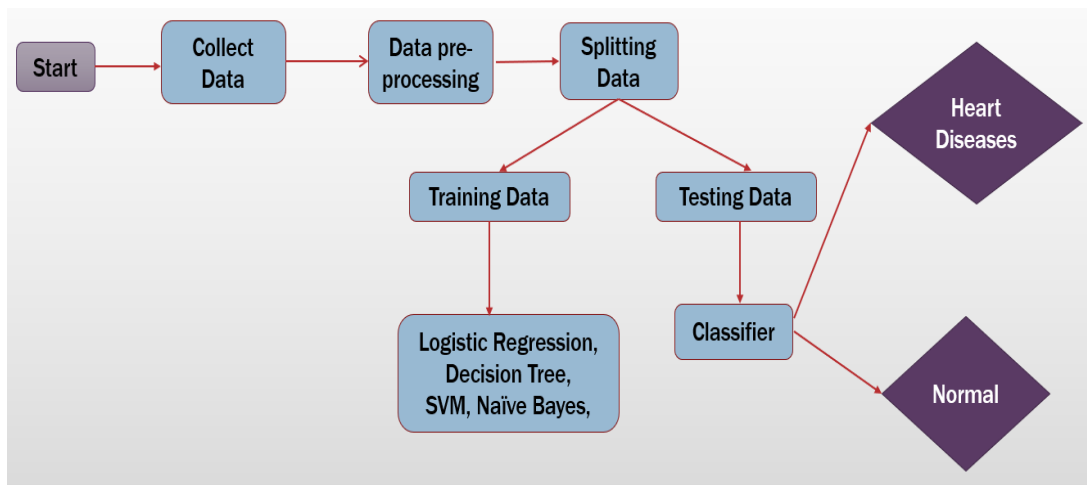 Start
Collect
Data
Data pre-
processing
Splitting
Data
Heart
Diseases
Training Data
Testing Data
Logistic Regression,
Decision Tree,
SVM, Naïve Bayes,
Classifier
Normal